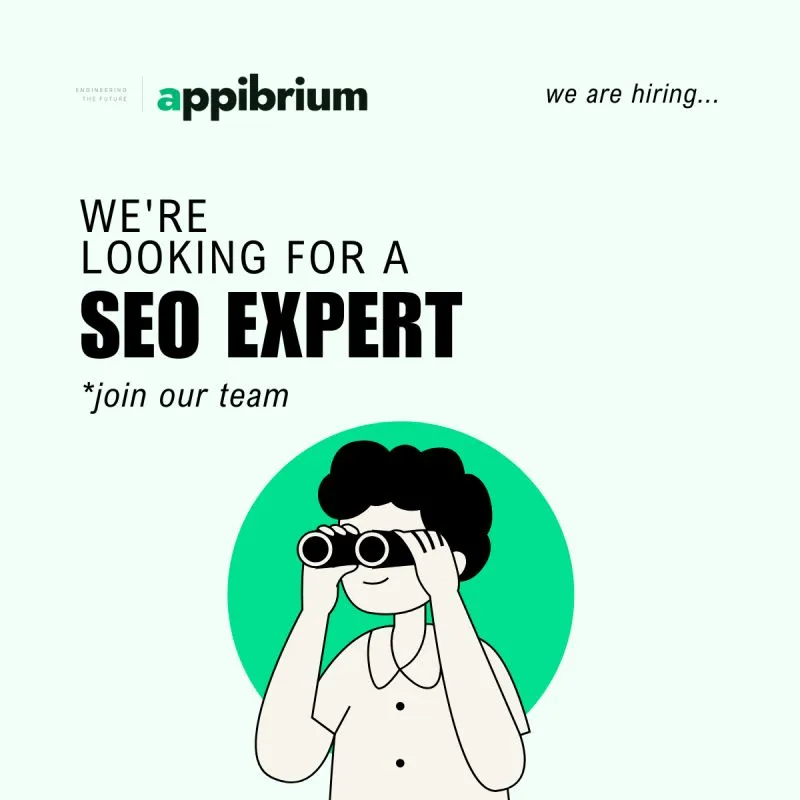 ENGINEERING
THE FUTURE
appibrium
we are hiring...
WE'RE
LOOKING FOR A
SEO EXPERT
*join our team